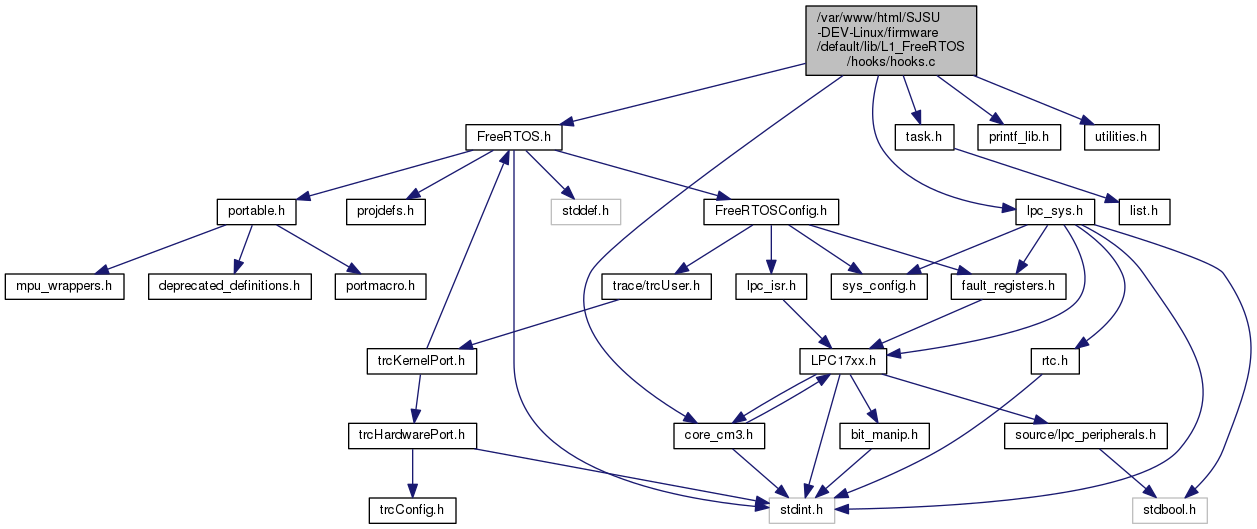 /var/www/html/SJSU
-DEV-Linux/firmware
/default/lib/L1_FreeRTOS
/hooks/hooks.c
FreeRTOS.h
task.h
printf_lib.h
utilities.h
portable.h
projdefs.h
stddef.h
FreeRTOSConfig.h
lpc_sys.h
list.h
mpu_wrappers.h
deprecated_definitions.h
portmacro.h
trace/trcUser.h
lpc_isr.h
sys_config.h
fault_registers.h
trcKernelPort.h
LPC17xx.h
rtc.h
trcHardwarePort.h
core_cm3.h
bit_manip.h
source/lpc_peripherals.h
trcConfig.h
stdint.h
stdbool.h